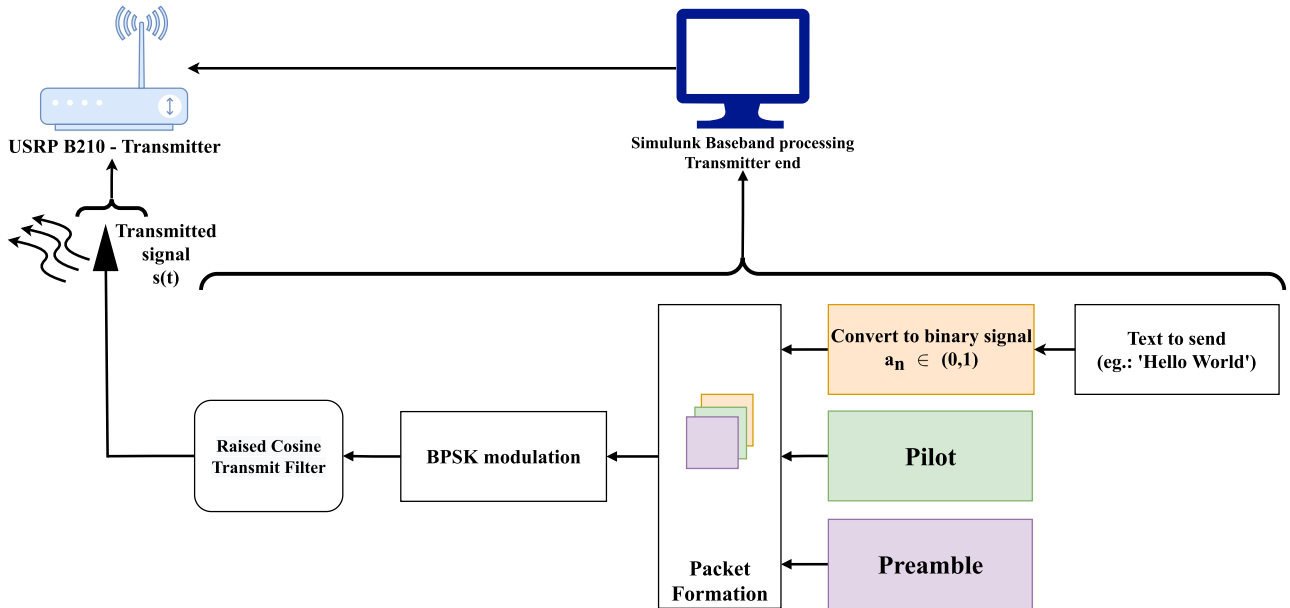 USRP B210 - Transmitter
Simulunk Baseband processing
Transmitter end
Transmitted
signal
s(t)
Convert to binary signal
aₙ ∈ (0,1)
Text to send
(eg.: 'Hello World')
Raised Cosine
Transmit Filter
BPSK modulation
Pilot
Packet
Formation
Preamble